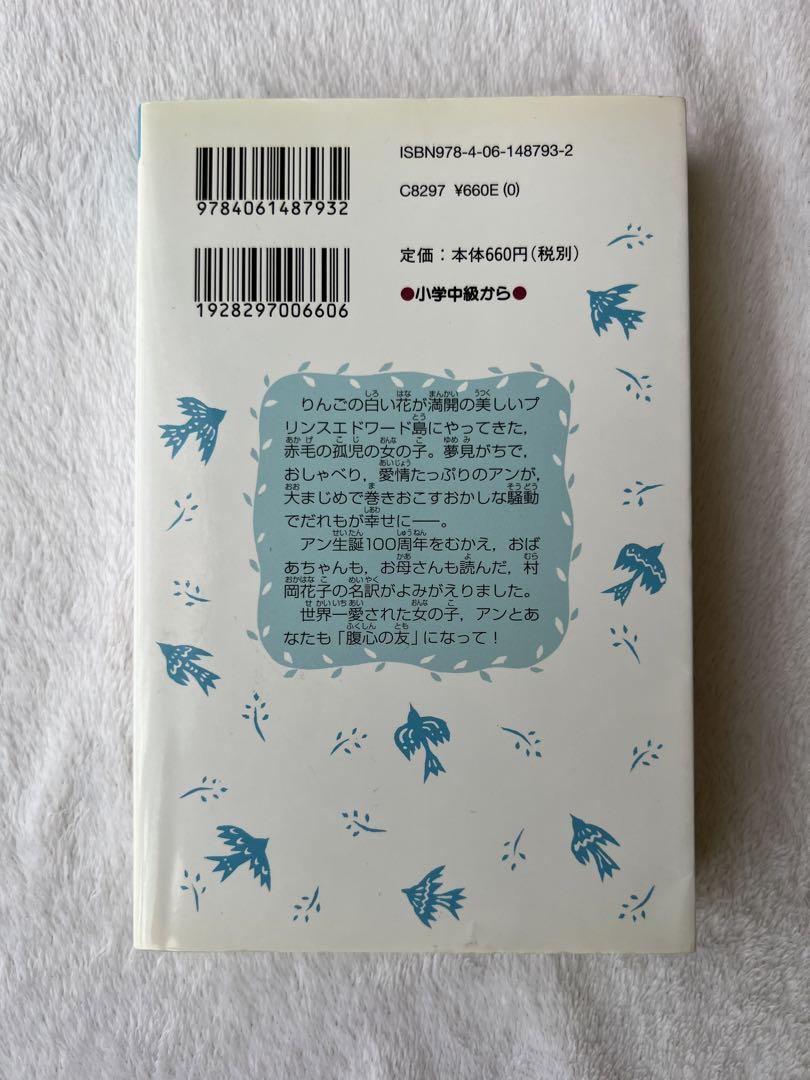 ISBN978-4-06-148793-2
9784061487932
C8297 ¥660E (0)
定価：本体660円（税別）
1928297006606
●小学中級から●
りんごの白い花が満開の美しいプ
リンスエドワード島にやってきた，
赤毛の孤児の女の子。夢見がちで，
おしゃべり，愛情たっぷりのアンが，
大まじめで巻きおこすおかしな騒動
でだれもが幸せに――。
アン生誕100周年をむかえ，おば
あちゃんも，お母さんも読んだ，村
岡花子の名訳がよみがえりました。
世界一愛された女の子，アンとあ
なたも「腹心の友」になって！